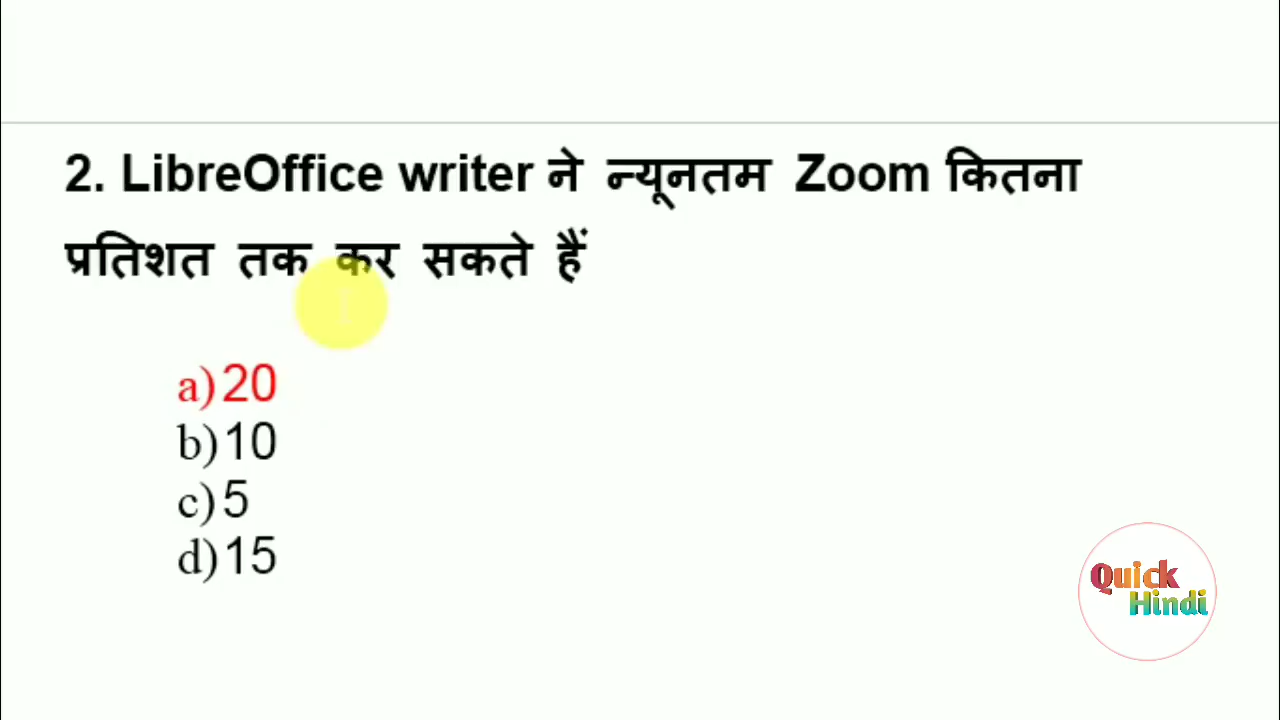 2. LibreOffice writer ने न्यूनतम Zoom कितना
प्रतिशत तक कर सकते हैं
a) 20
b) 10
c) 5
d) 15
Quick
Hindi